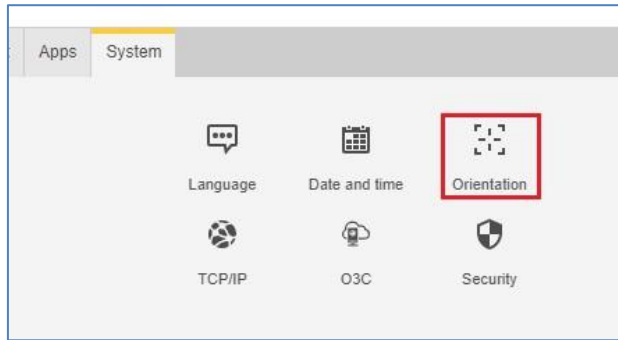 Apps System
Language Date and time Orientation
TCP/IP O3C Security